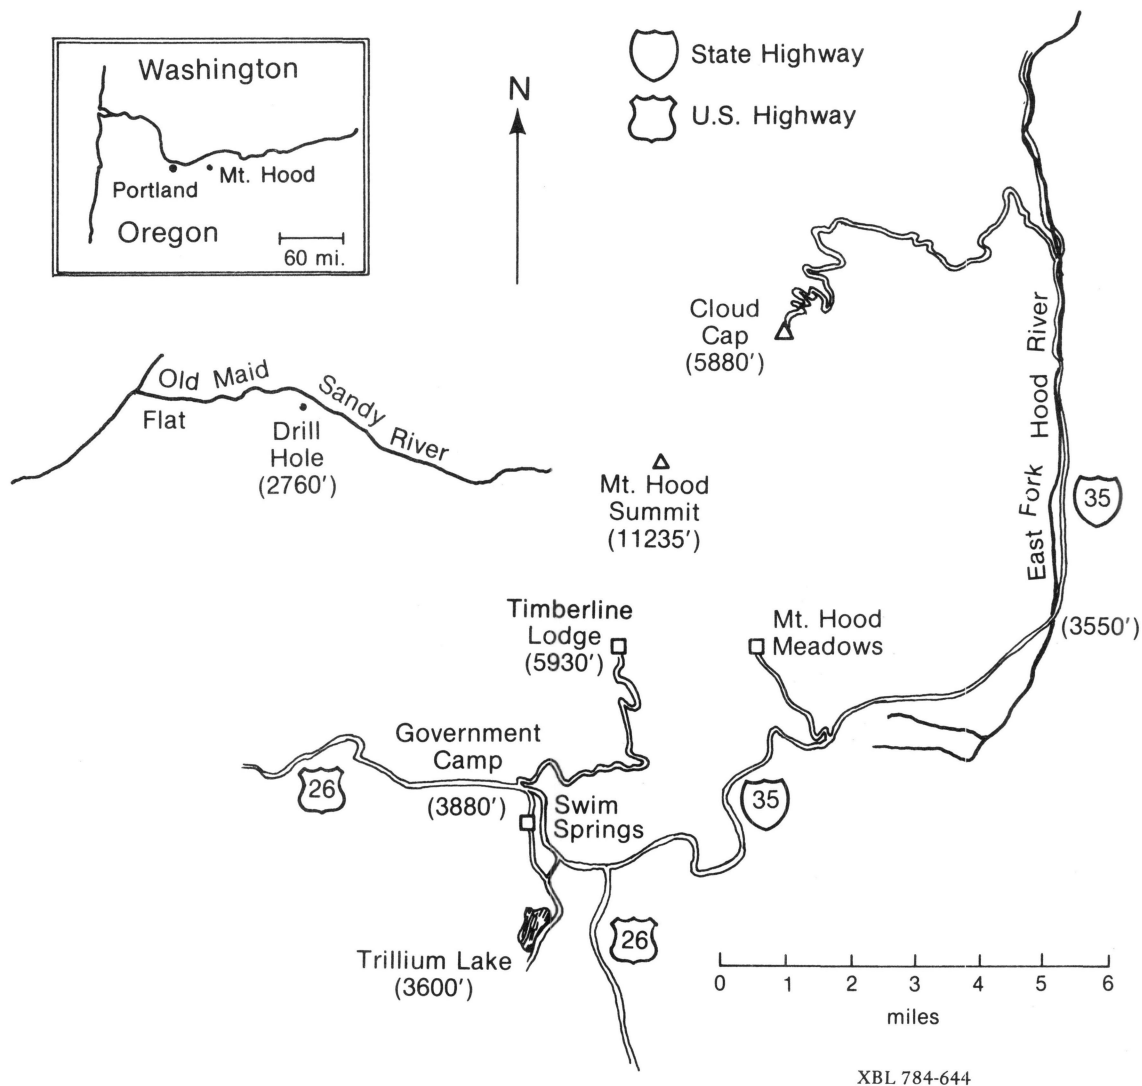 Washington
Portland
Mt. Hood
Oregon
60 mi.
N
State Highway
U.S. Highway
Cloud
Cap
(5880')
Old Maid
Flat
Sandy River
Drill
Hole
(2760')
Mt. Hood
Summit
(11235')
East Fork Hood River
35
(3550')
Timberline
Lodge
(5930')
Mt. Hood
Meadows
Government
Camp
(3880')
26
Swim
Springs
35
26
Trillium Lake
(3600')
0 1 2 3 4 5 6
miles
XBL 784-644